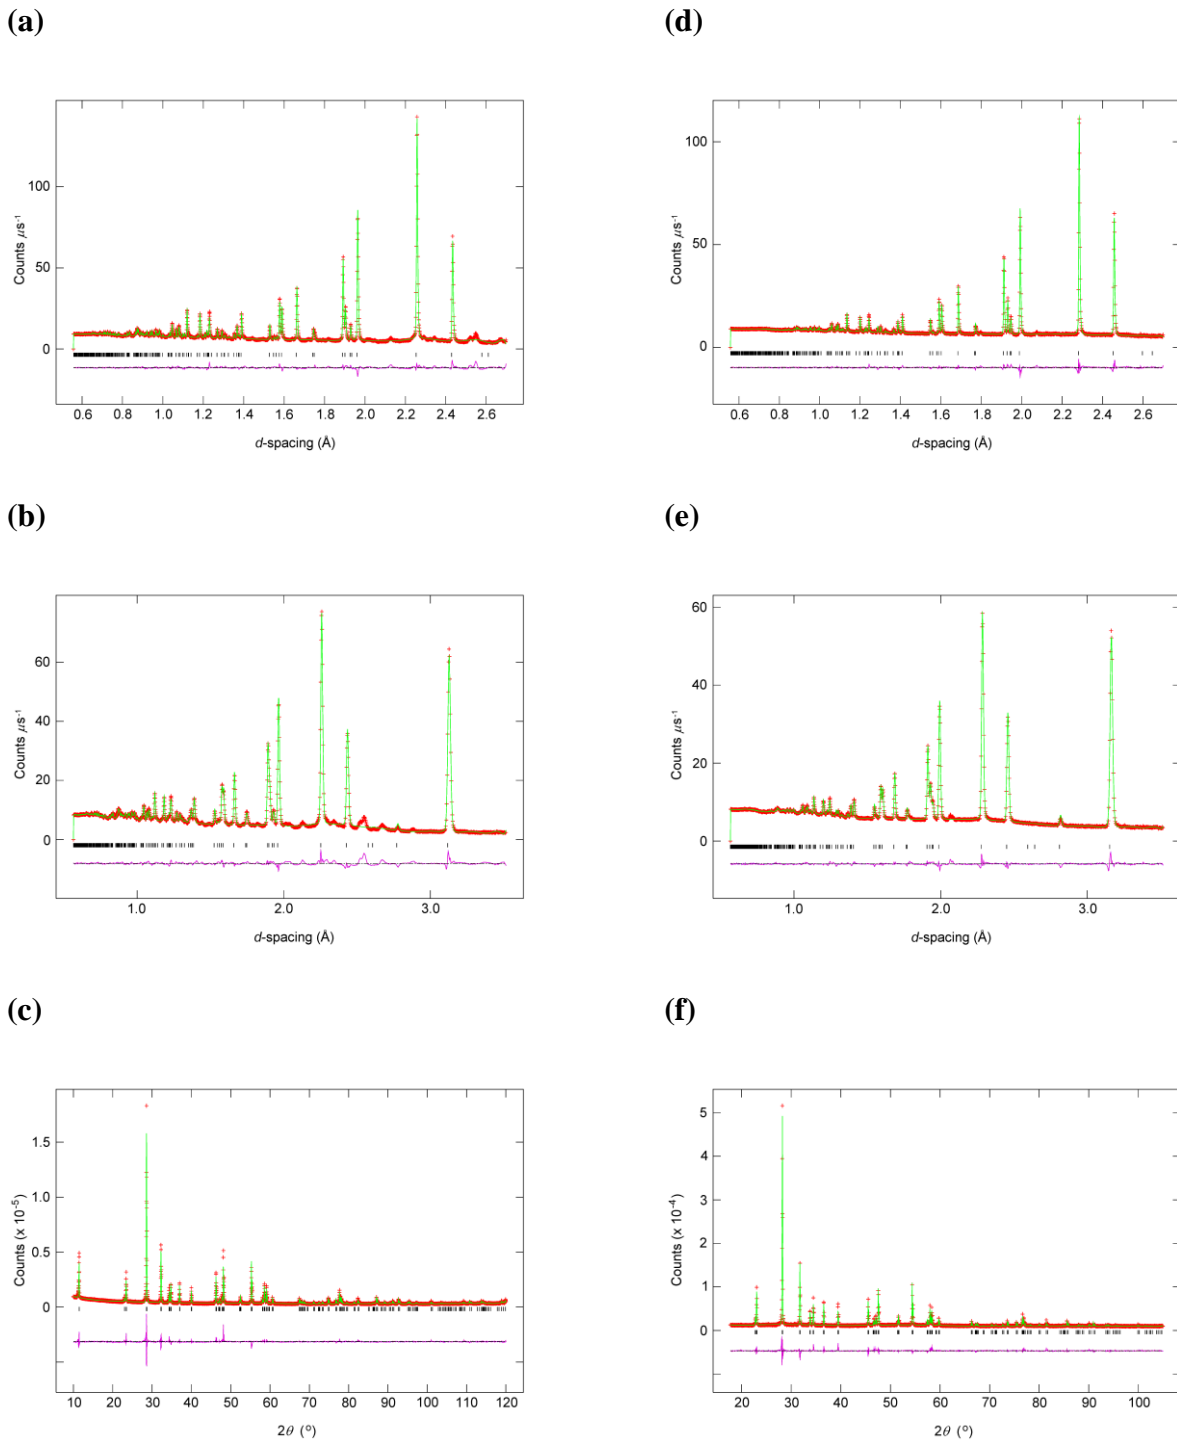 (a)
(d)
Counts μs⁻¹
100
50
0
0.6 0.8 1.0 1.2 1.4 1.6 1.8 2.0 2.2 2.4 2.6
d-spacing (Å)
Counts μs⁻¹
100
50
0
0.6 0.8 1.0 1.2 1.4 1.6 1.8 2.0 2.2 2.4 2.6
d-spacing (Å)
(b)
(e)
Counts μs⁻¹
60
40
20
0
1.0 2.0 3.0
d-spacing (Å)
Counts μs⁻¹
60
40
20
0
1.0 2.0 3.0
d-spacing (Å)
(c)
(f)
Counts (x 10⁻⁵)
1.5
1.0
0.5
0
10 20 30 40 50 60 70 80 90 100 110 120
2θ (°)
Counts (x 10⁻⁴)
5
4
3
2
1
0
20 30 40 50 60 70 80 90 100
2θ (°)